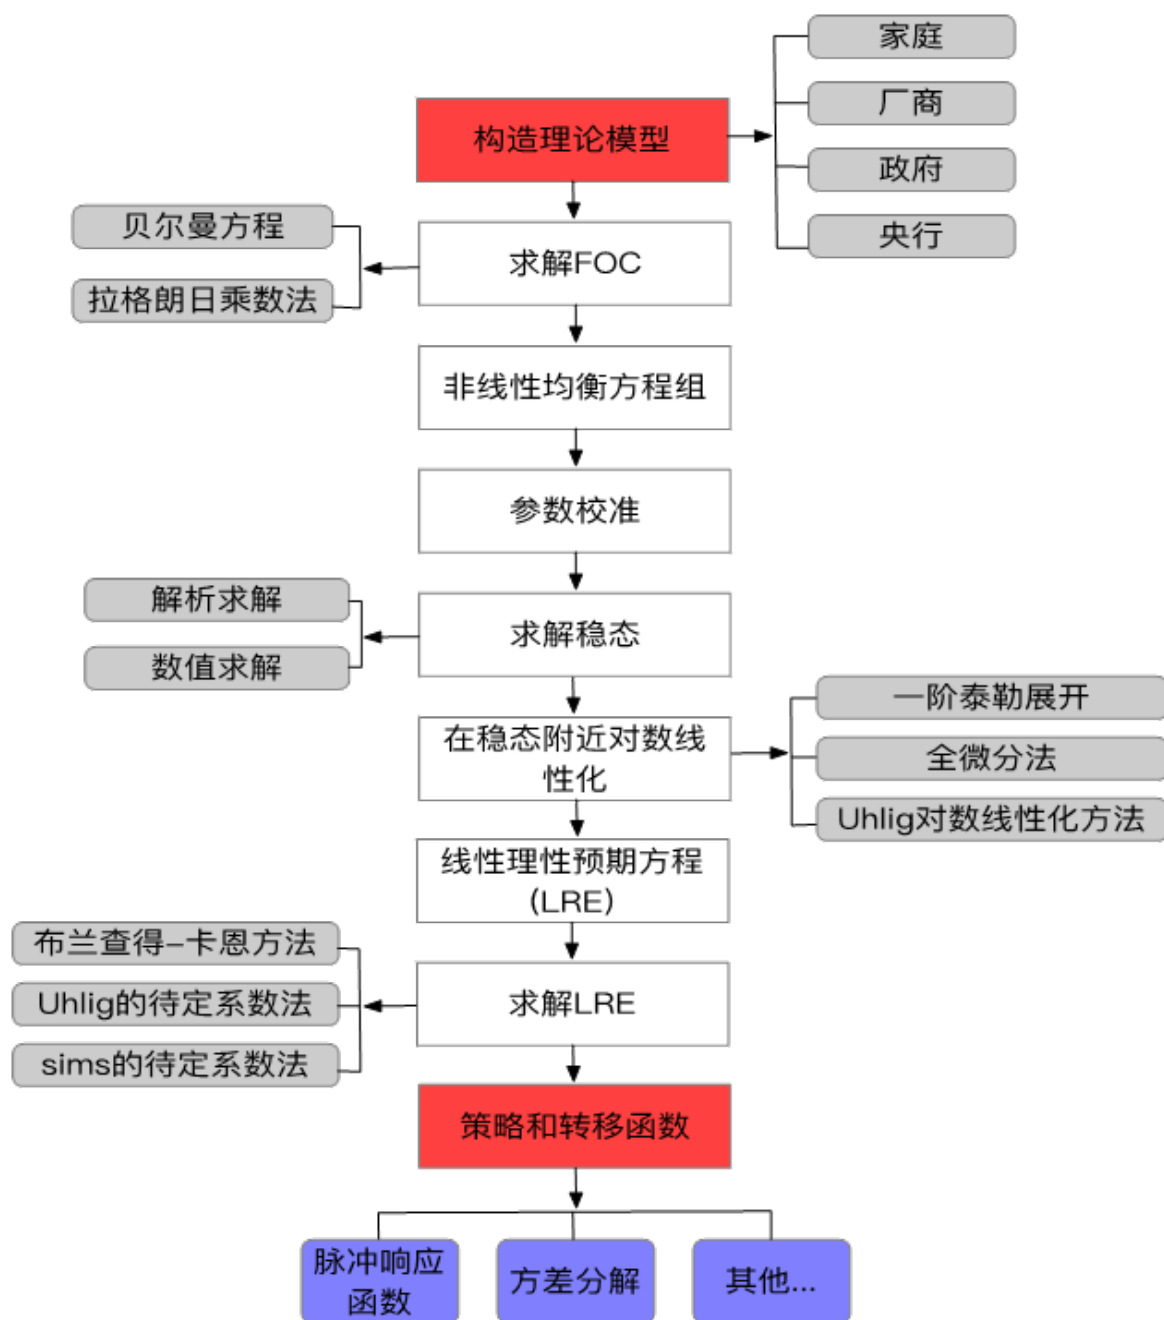 家庭
厂商
构造理论模型
政府
央行
贝尔曼方程
求解FOC
拉格朗日乘数法
非线性均衡方程组
参数校准
解析求解
求解稳态
数值求解
一阶泰勒展开
在稳态附近对数线
性化
全微分法
Uhlig对数线性化方法
线性理性预期方程
(LRE)
布兰查得-卡恩方法
Uhlig的待定系数法
求解LRE
sims的待定系数法
策略和转移函数
脉冲响应
函数
方差分解
其他...